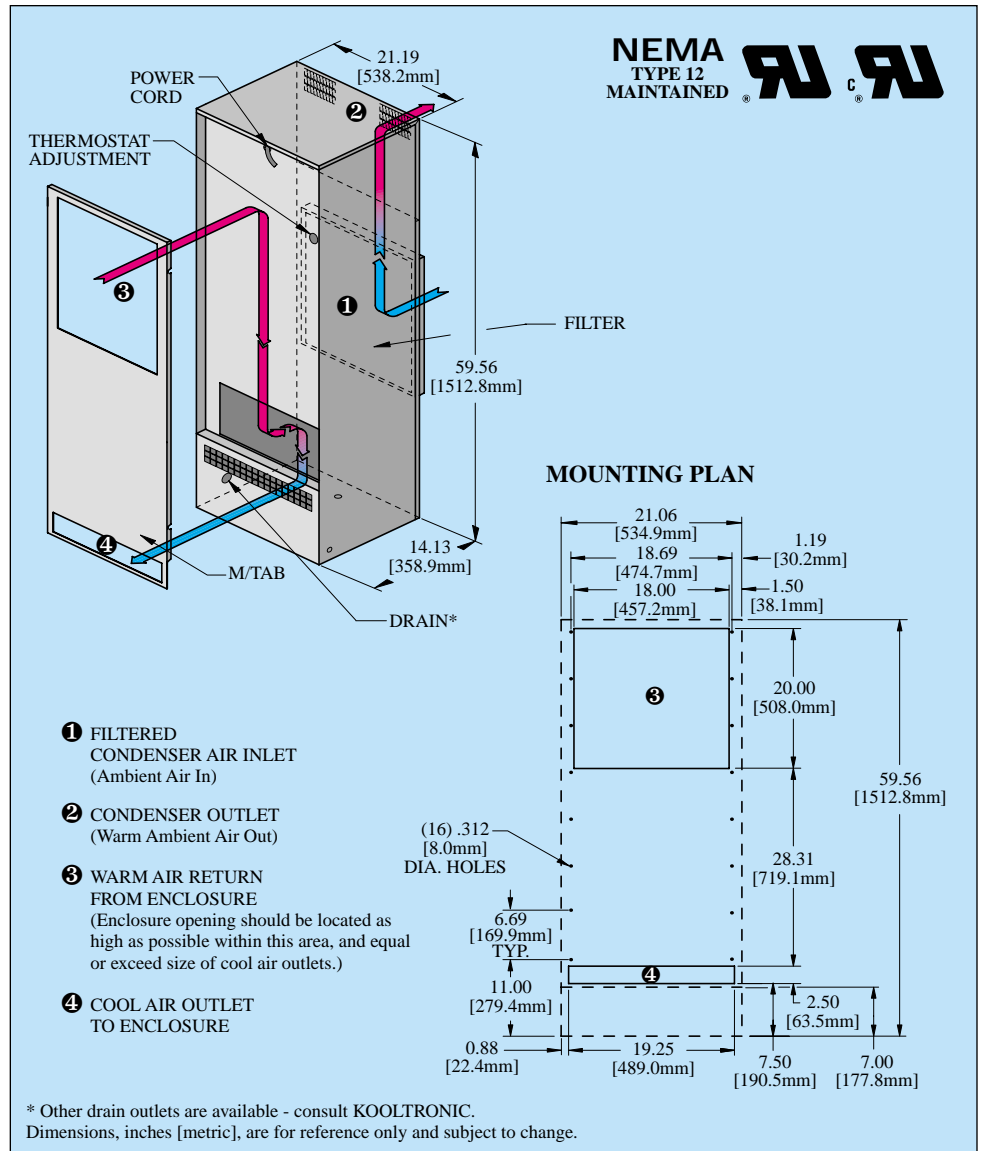 21.19
[538.2mm]
POWER
CORD
THERMOSTAT
ADJUSTMENT
NEMA
TYPE 12
MAINTAINED
®
c
®
❷
❸
❶
FILTER
59.56
[1512.8mm]
❹
M/TAB
14.13
[358.9mm]
DRAIN*
MOUNTING PLAN
21.06
[534.9mm]
18.69
[474.7mm]
18.00
[457.2mm]
1.19
[30.2mm]
1.50
[38.1mm]
❸
20.00
[508.0mm]
59.56
[1512.8mm]
(16) .312
[8.0mm]
DIA. HOLES
28.31
[719.1mm]
6.69
[169.9mm]
TYP.
❹
11.00
[279.4mm]
2.50
[63.5mm]
0.88
[22.4mm]
19.25
[489.0mm]
7.50
[190.5mm]
7.00
[177.8mm]
❶ FILTERED
CONDENSER AIR INLET
(Ambient Air In)
❷ CONDENSER OUTLET
(Warm Ambient Air Out)
❸ WARM AIR RETURN
FROM ENCLOSURE
(Enclosure opening should be located as
high as possible within this area, and equal
or exceed size of cool air outlets.)
❹ COOL AIR OUTLET
TO ENCLOSURE
* Other drain outlets are available - consult KOOLTRONIC.
Dimensions, inches [metric], are for reference only and subject to change.